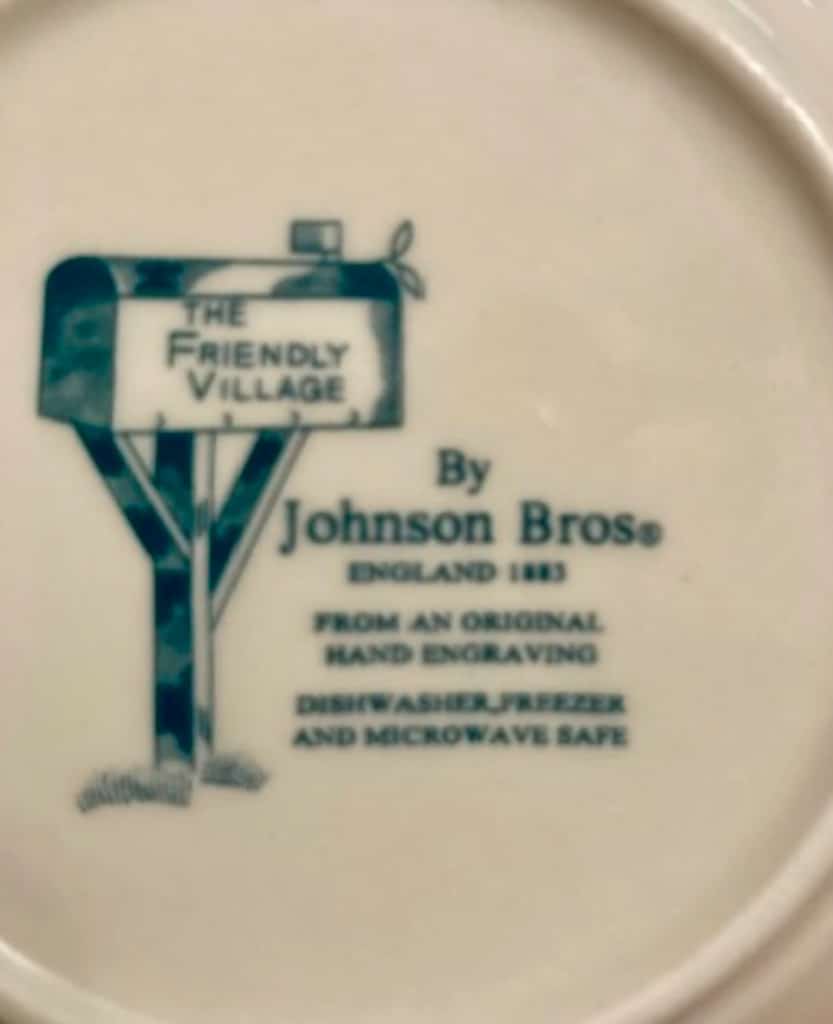 THE
FRIENDLY
VILLAGE
By
Johnson Bros®
ENGLAND 1883
FROM AN ORIGINAL
HAND ENGRAVING
DISHWASHER,FREEZER
AND MICROWAVE SAFE